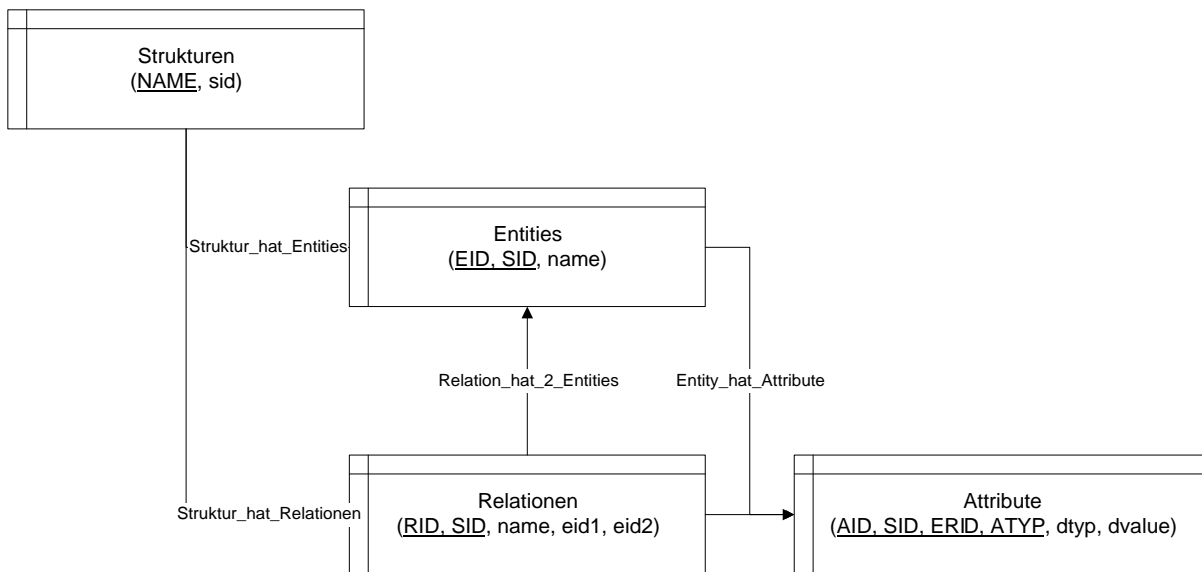 Strukturen
(NAME, sid)
Entities
(EID, SID, name)
Struktur_hat_Entities
Relation_hat_2_Entities
Entity_hat_Attribute
Relationen
(RID, SID, name, eid1, eid2)
Struktur_hat_Relationen
Attribute
(AID, SID, ERID, ATYP, dtyp, dvalue)